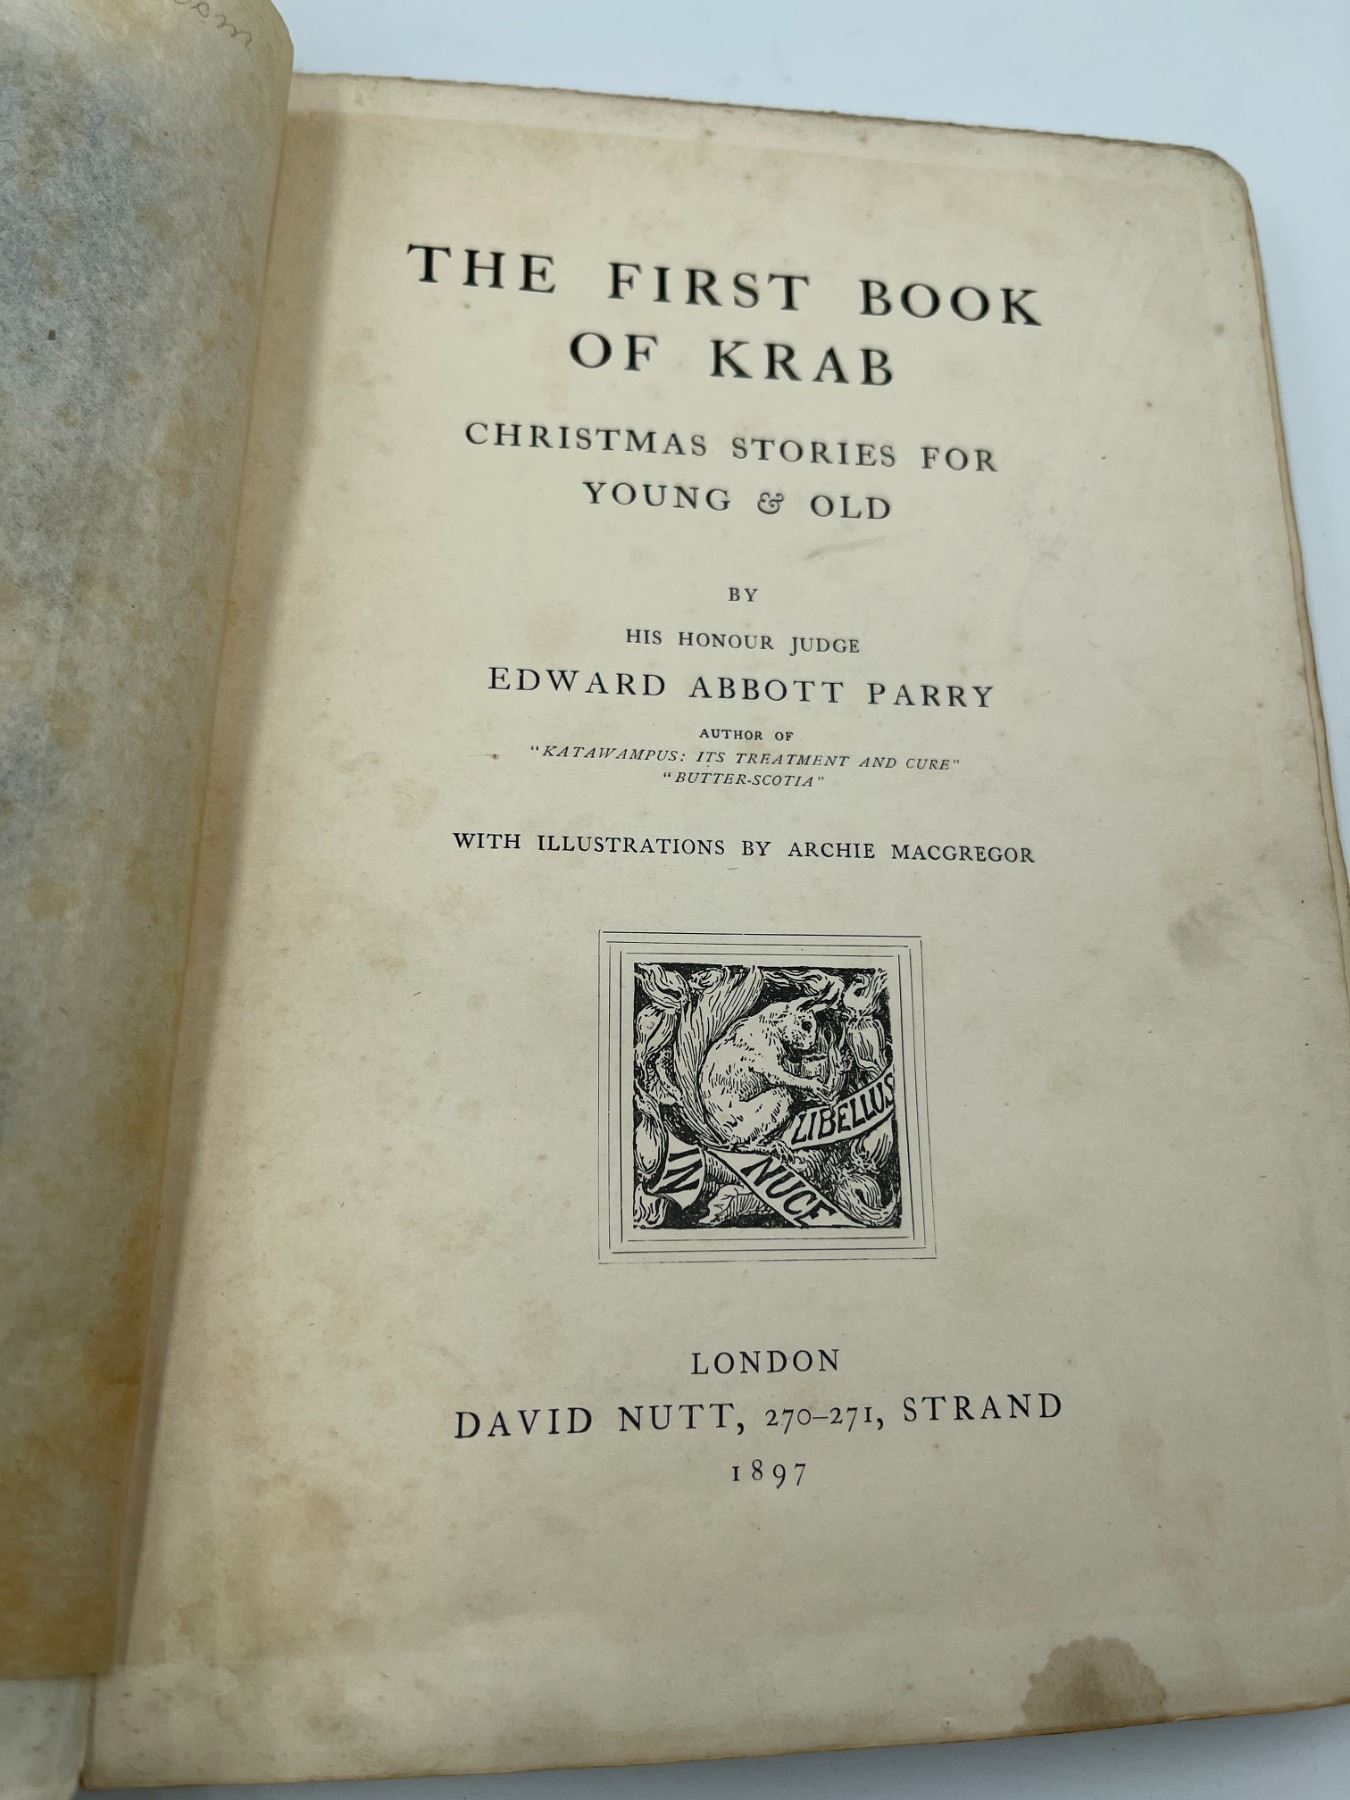 THE FIRST BOOK
OF KRAB
CHRISTMAS STORIES FOR
YOUNG & OLD
BY
HIS HONOUR JUDGE
EDWARD ABBOTT PARRY
AUTHOR OF
"KATAWAMPUS: ITS TREATMENT AND CURE"
"BUTTER-SCOTIA"
WITH ILLUSTRATIONS BY ARCHIE MACGREGOR
IN NUCE LIBELLUS
LONDON
DAVID NUTT, 270–271, STRAND
1897